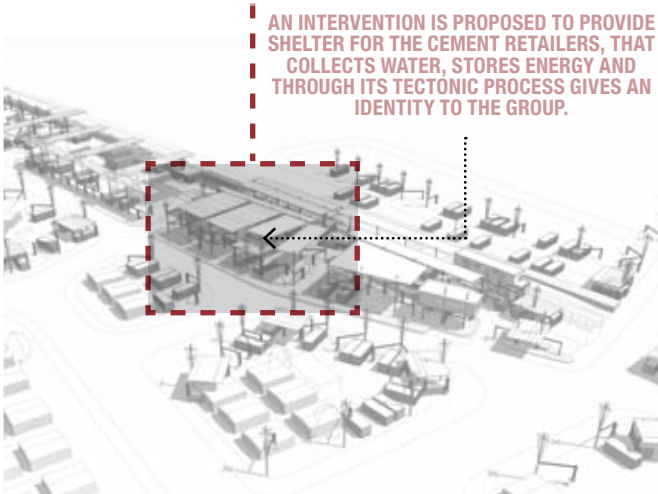 AN INTERVENTION IS PROPOSED TO PROVIDE
SHELTER FOR THE CEMENT RETAILERS, THAT
COLLECTS WATER, STORES ENERGY AND
THROUGH ITS TECTONIC PROCESS GIVES AN
IDENTITY TO THE GROUP.